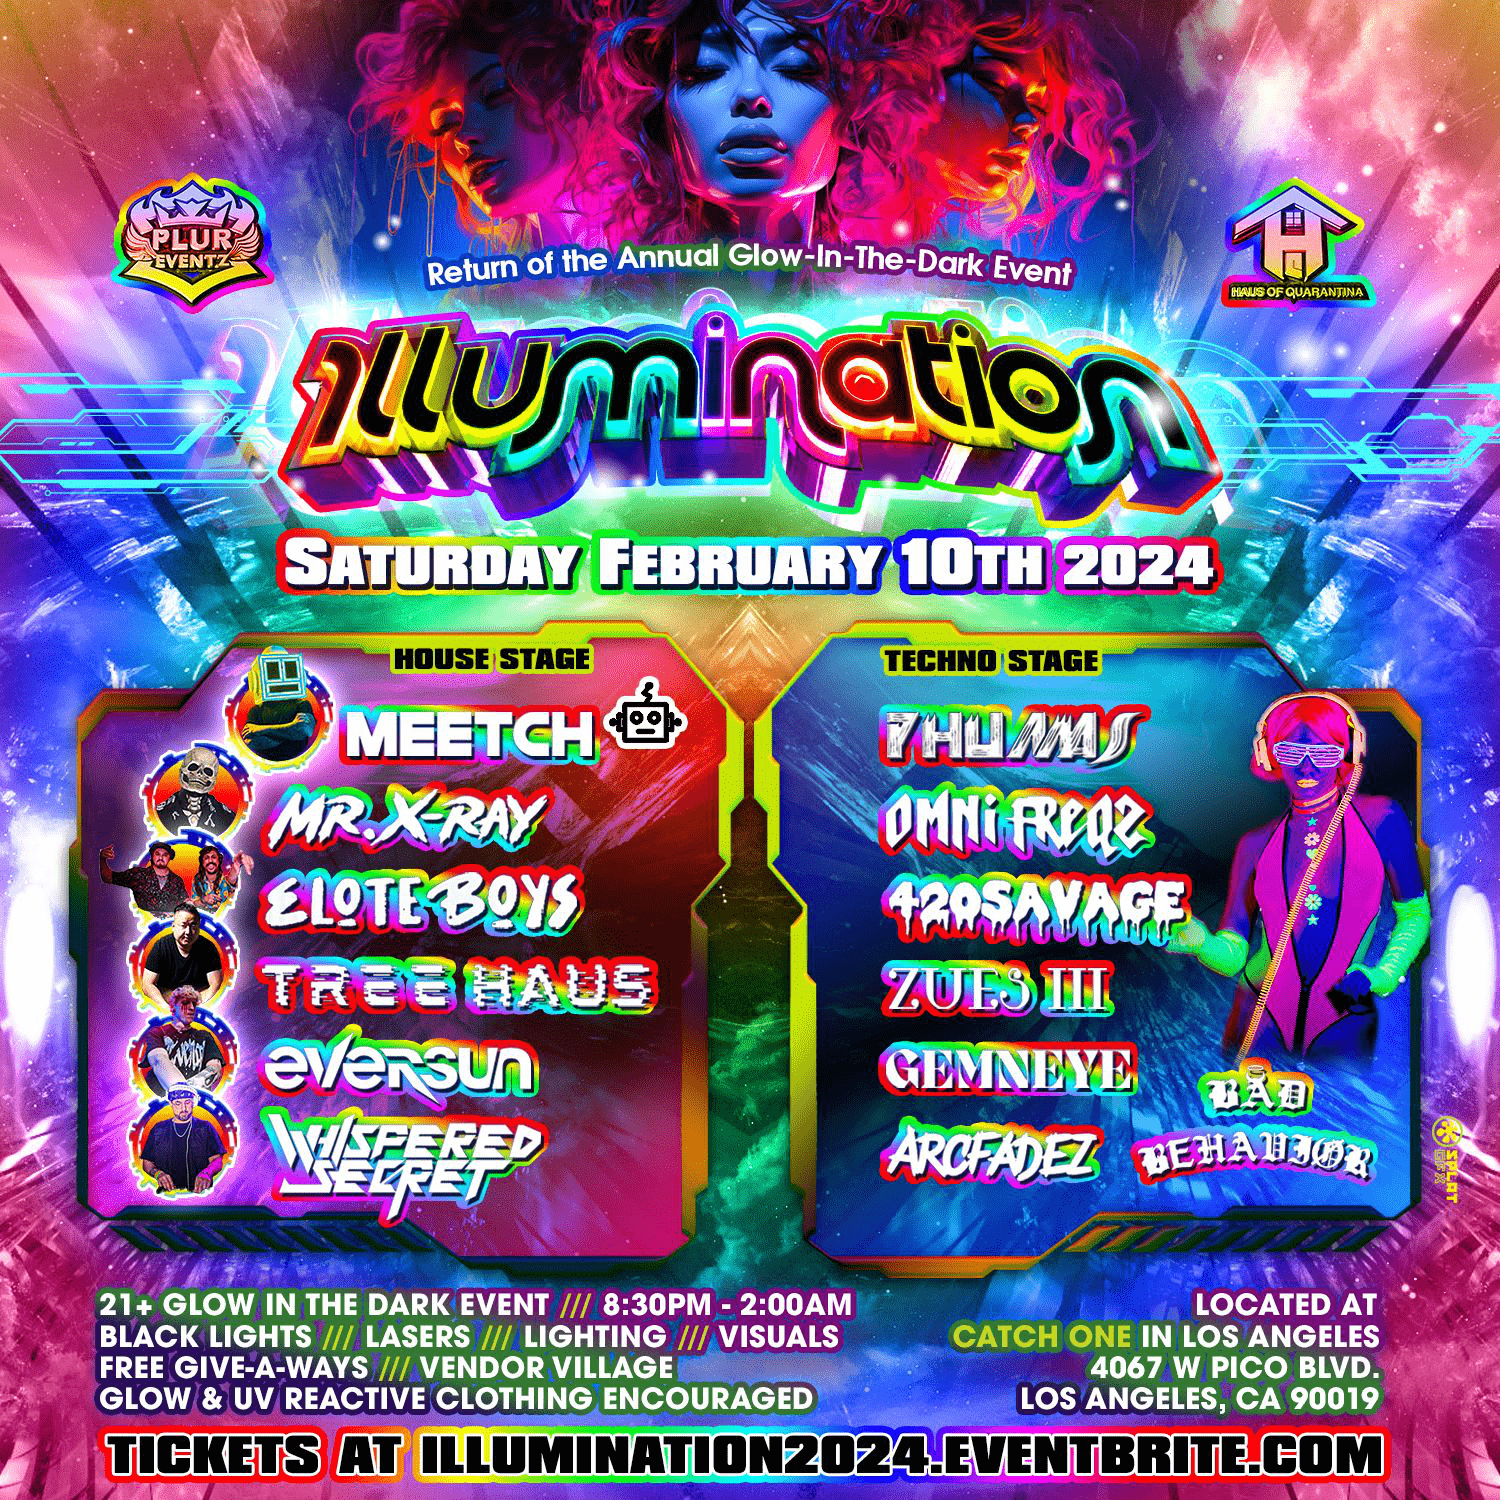 PLUR
EVENTZ
H
HAUS OF QUARANTINA
Return of the Annual Glow-In-The-Dark Event
illumination
SATURDAY FEBRUARY 10TH 2024
HOUSE STAGE
MEETCH
MR. X-RAY
ELOTE BOYS
TREE HAUS
eversun
WHISPERED
SECRET
TECHNO STAGE
PHUMMS
OMNi FREQZ
420SAVAGE
ZUES III
GEMNEYE
ARCFADEZ
BAD
BEHAVIOR
SPLAT
GFX
21+ GLOW IN THE DARK EVENT /// 8:30PM - 2:00AM
BLACK LIGHTS /// LASERS /// LIGHTING /// VISUALS
FREE GIVE-A-WAYS /// VENDOR VILLAGE
GLOW & UV REACTIVE CLOTHING ENCOURAGED
LOCATED AT
CATCH ONE IN LOS ANGELES
4067 W PICO BLVD.
LOS ANGELES, CA 90019
TICKETS AT ILLUMINATION2024.EVENTBRITE.COM